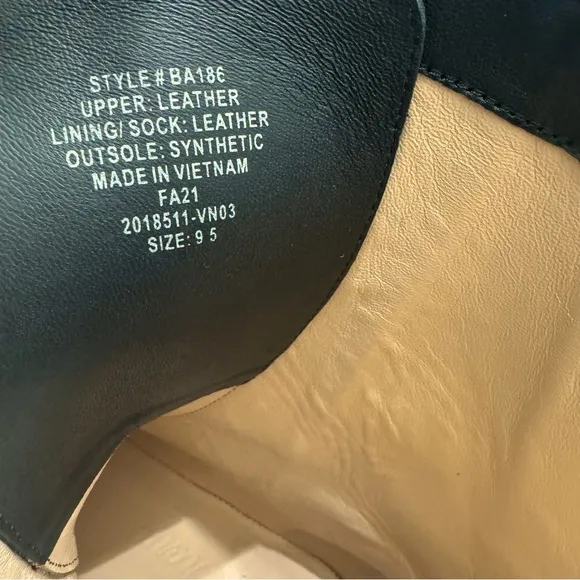 STYLE # BA186
UPPER: LEATHER
LINING/ SOCK: LEATHER
OUTSOLE: SYNTHETIC
MADE IN VIETNAM
FA21
2018511-VN03
SIZE: 9 5